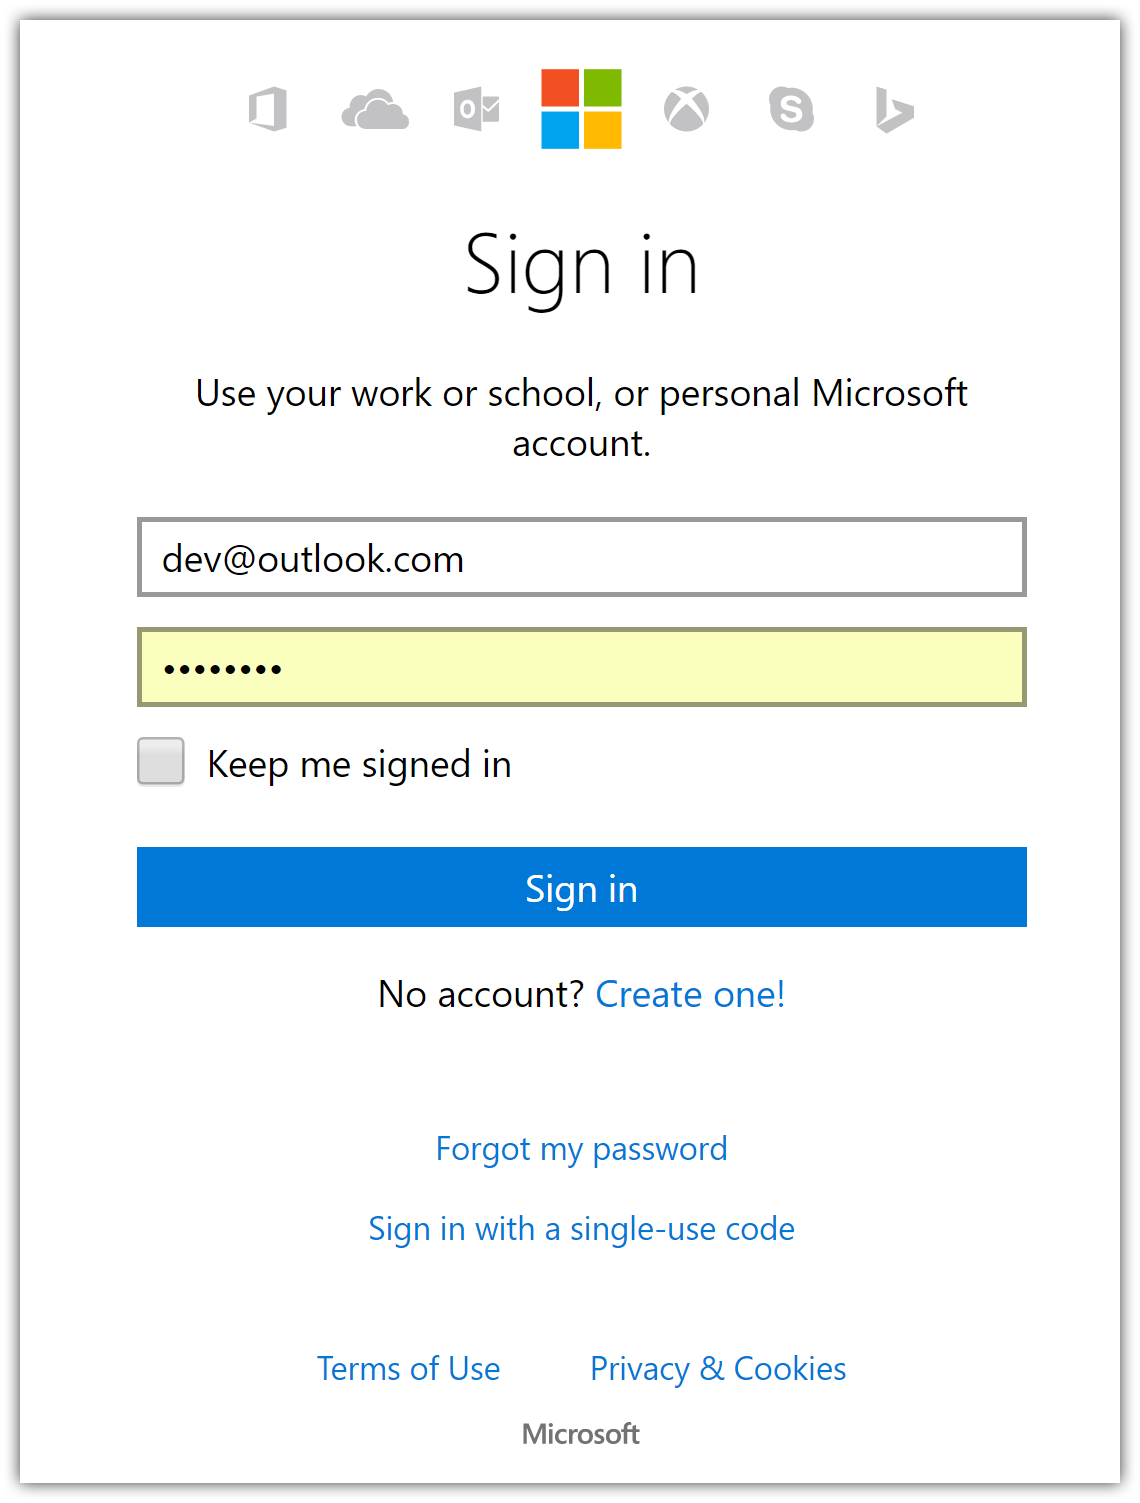 Sign in
Use your work or school, or personal Microsoft
account.
dev@outlook.com
••••••••
Keep me signed in
Sign in
No account? Create one!
Forgot my password
Sign in with a single-use code
Terms of Use Privacy & Cookies
Microsoft